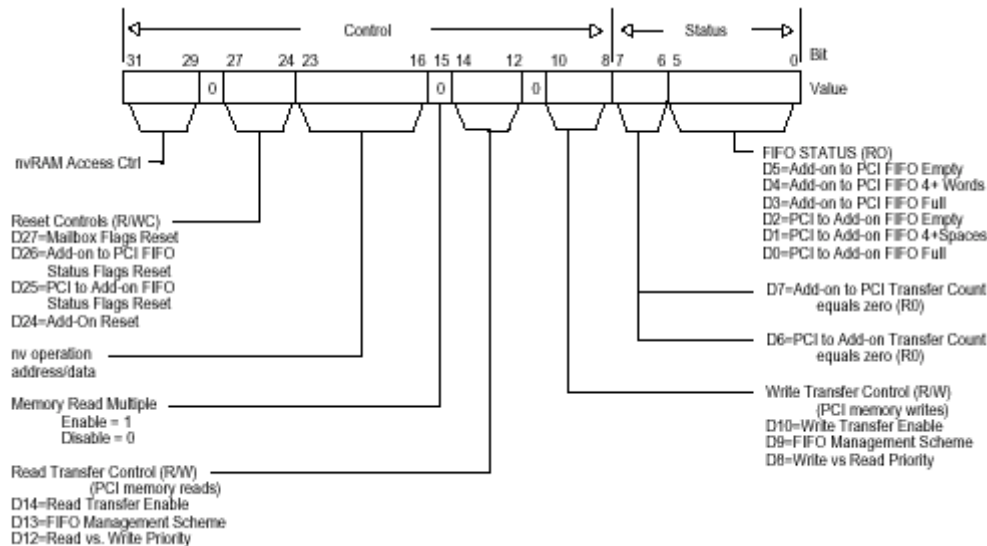 Control
Status
31 29 27 24 23 16 15 14 12 10 8 7 6 5 0 Bit
0 0 0 Value
nvRAM Access Ctrl
Reset Controls (R/WC)
D27=Mailbox Flags Reset
D26=Add-on to PCI FIFO
Status Flags Reset
D25=PCI to Add-on FIFO
Status Flags Reset
D24=Add-On Reset
nv operation
address/data
Memory Read Multiple
Enable = 1
Disable = 0
Read Transfer Control (R/W)
(PCI memory reads)
D14=Read Transfer Enable
D13=FIFO Management Scheme
D12=Read vs. Write Priority
FIFO STATUS (RO)
D5=Add-on to PCI FIFO Empty
D4=Add-on to PCI FIFO 4+ Words
D3=Add-on to PCI FIFO Full
D2=PCI to Add-on FIFO Empty
D1=PCI to Add-on FIFO 4+Spaces
D0=PCI to Add-on FIFO Full
D7=Add-on to PCI Transfer Count
equals zero (R0)
D6=PCI to Add-on Transfer Count
equals zero (R0)
Write Transfer Control (R/W)
(PCI memory writes)
D10=Write Transfer Enable
D9=FIFO Management Scheme
D8=Write vs Read Priority